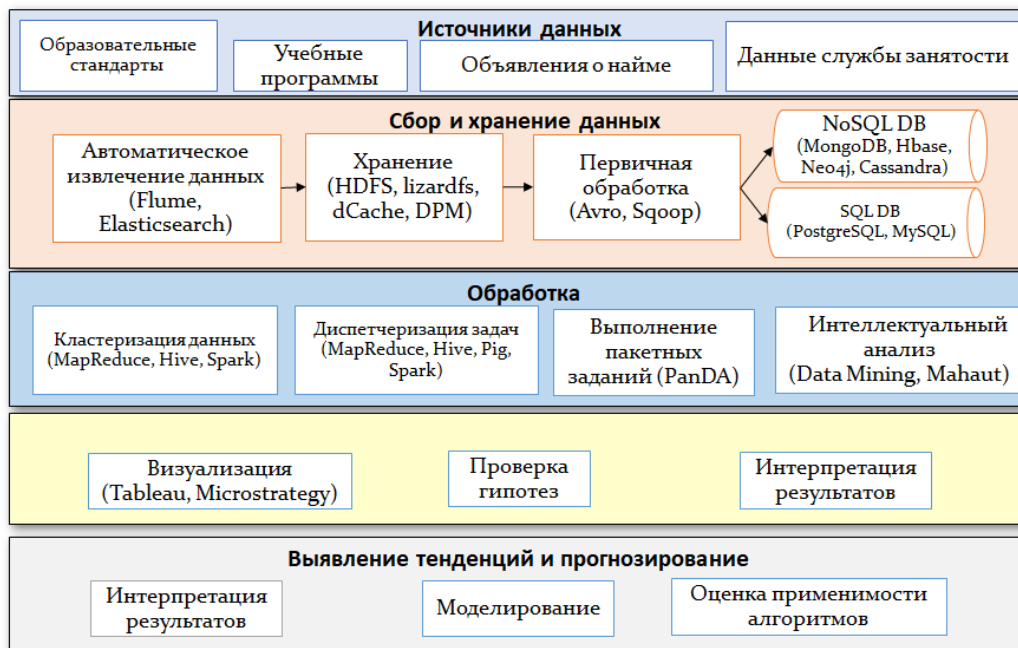 Источники данных
Образовательные
стандарты
Учебные
программы
Объявления о найме
Данные службы занятости
Сбор и хранение данных
Автоматическое
извлечение данных
(Flume,
Elasticsearch)
Хранение
(HDFS, lizardfs,
dCache, DPM)
Первичная
обработка
(Avro, Sqoop)
NoSQL DB
(MongoDB, Hbase,
Neo4j, Cassandra)
SQL DB
(PostgreSQL, MySQL)
Обработка
Кластеризация данных
(MapReduce, Hive, Spark)
Диспетчеризация задач
(MapReduce, Hive, Pig,
Spark)
Выполнение
пакетных
заданий (PanDA)
Интеллектуальный
анализ
(Data Mining, Mahaut)
Визуализация
(Tableau, Microstrategy)
Проверка
гипотез
Интерпретация
результатов
Выявление тенденций и прогнозирование
Интерпретация
результатов
Моделирование
Оценка применимости
алгоритмов